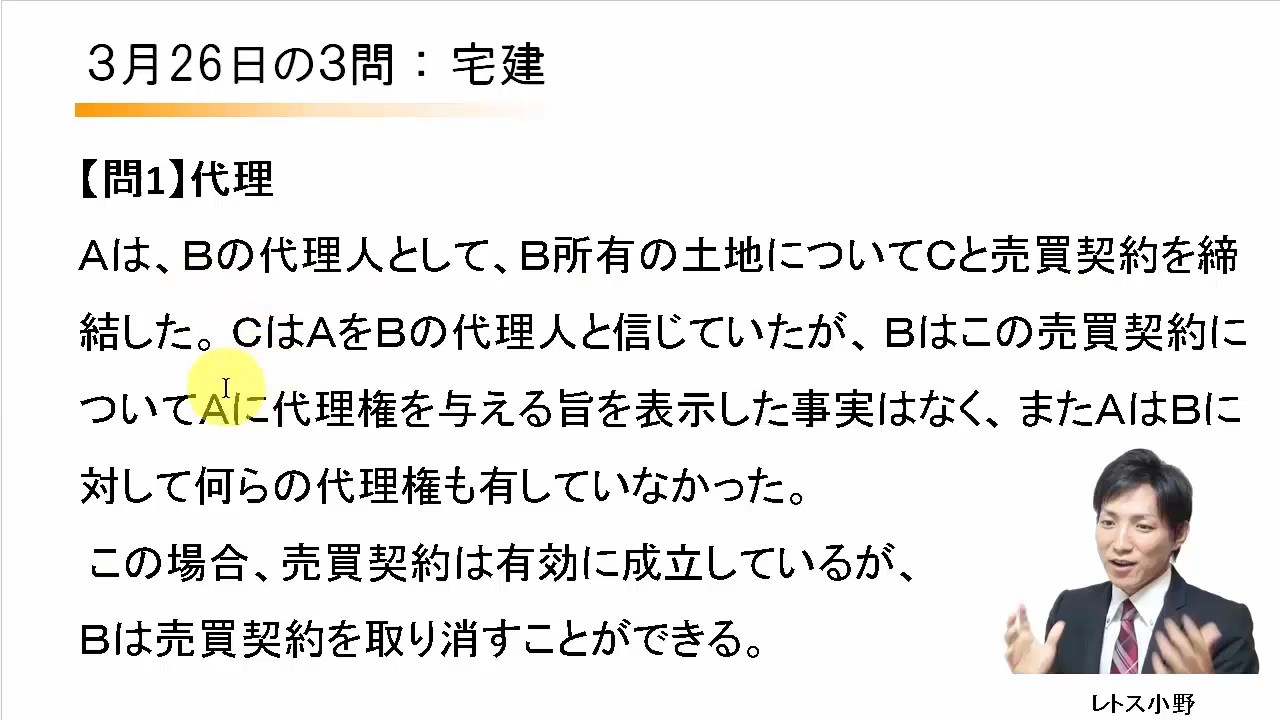 ３月26日の３問：宅建
【問1】代理
Ａは、Ｂの代理人として、Ｂ所有の土地についてＣと売買契約を締
結した。ＣはＡをＢの代理人と信じていたが、Ｂはこの売買契約に
ついてＡに代理権を与える旨を表示した事実はなく、またＡはＢに
対して何らの代理権も有していなかった。
この場合、売買契約は有効に成立しているが、
Ｂは売買契約を取り消すことができる。
レトス小野